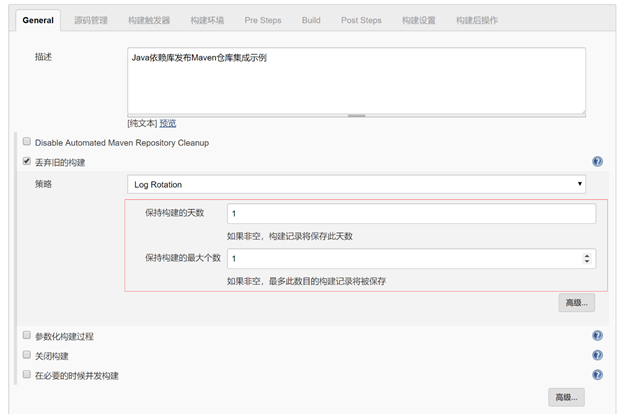 General 源码管理 构建触发器 构建环境 Pre Steps Build Post Steps 构建设置 构建后操作
描述 Java依赖库发布Maven仓库集成示例
[纯文本] 预览
Disable Automated Maven Repository Cleanup
丢弃旧的构建
策略 Log Rotation
保持构建的天数 1
如果非空，构建记录将保存此天数
保持构建的最大个数 1
如果非空，最多此数目的构建记录将被保存
高级...
参数化构建过程
关闭构建
在必要的时候并发构建
高级...